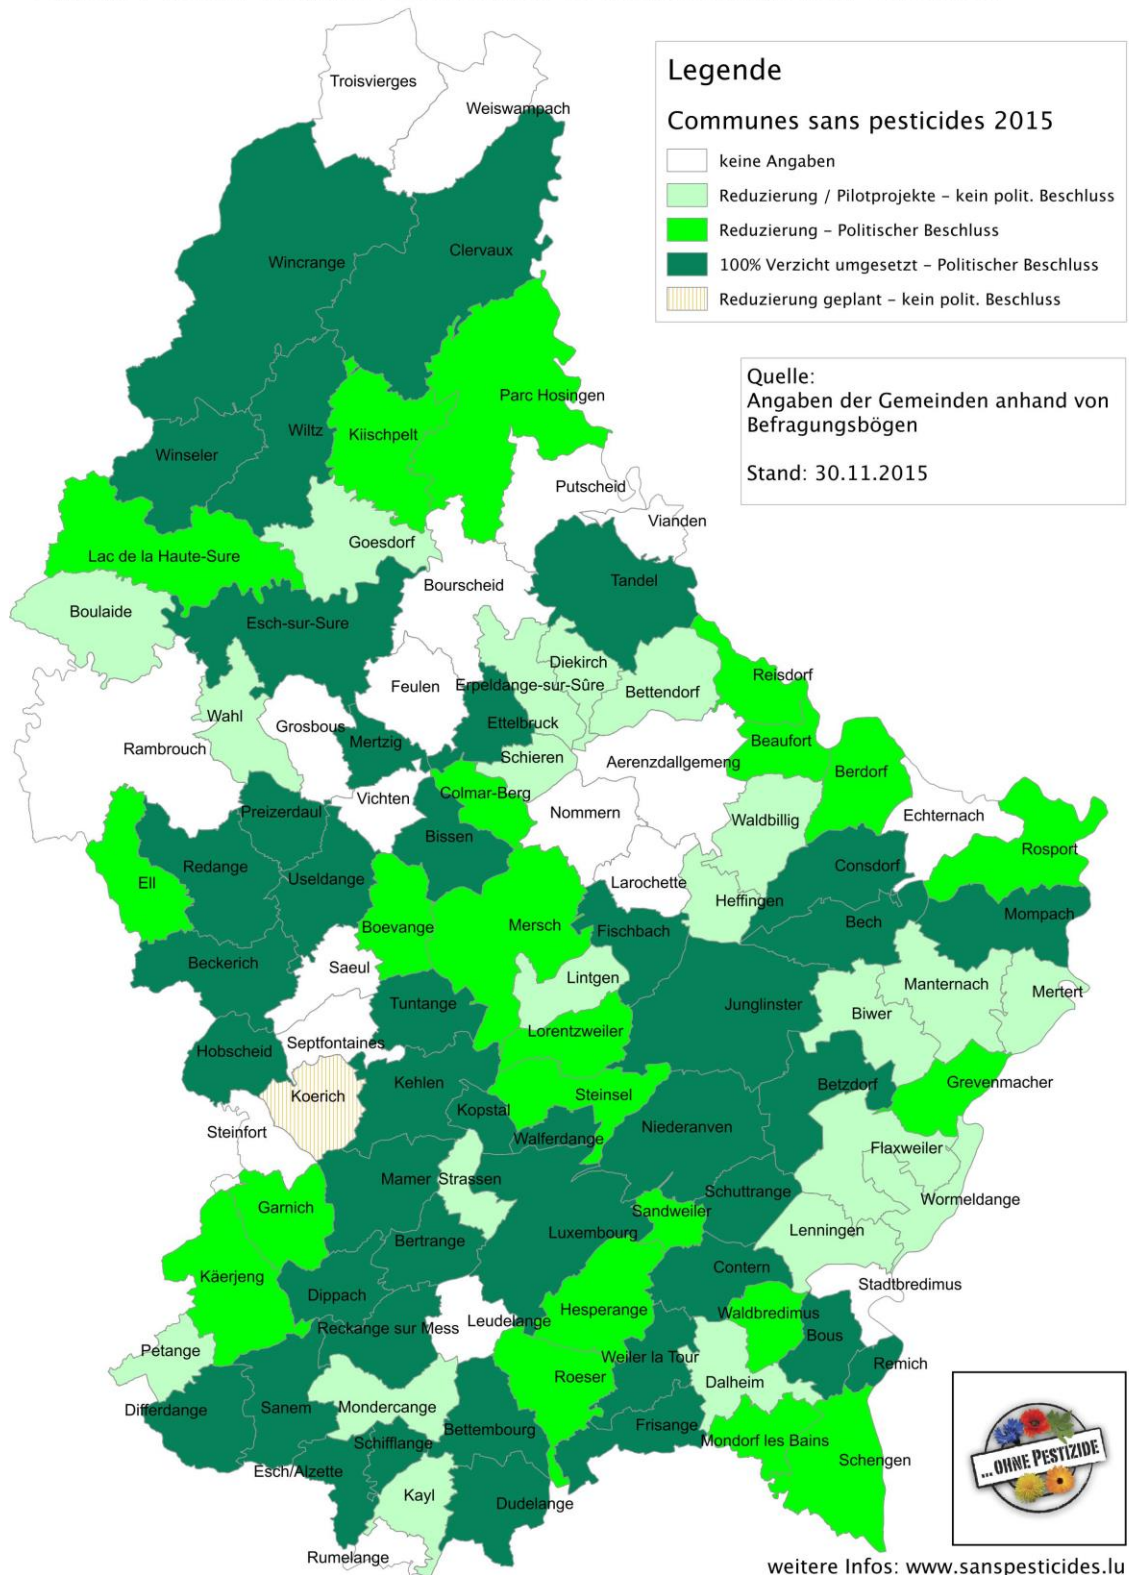 Legende
Communes sans pesticides 2015
keine Angaben
Reduzierung / Pilotprojekte – kein polit. Beschluss
Reduzierung – Politischer Beschluss
100% Verzicht umgesetzt – Politischer Beschluss
Reduzierung geplant – kein polit. Beschluss
Quelle:
Angaben der Gemeinden anhand von
Befragungsbögen
Stand: 30.11.2015
Troisvierges
Weiswampach
Wincrange
Clervaux
Parc Hosingen
Wiltz
Kiischpelt
Winseler
Putscheid
Vianden
Goesdorf
Lac de la Haute-Sure
Bourscheid
Tandel
Boulaide
Esch-sur-Sure
Diekirch
Reisdorf
Feulen
Erpeldange-sur-Sûre
Bettendorf
Wahl
Grosbous
Ettelbruck
Rambrouch
Mertzig
Schieren
Aerenzdallgemeng
Beaufort
Berdorf
Vichten
Colmar-Berg
Preizerdaul
Nommern
Waldbillig
Echternach
Bissen
Redange
Useldange
Ell
Larochette
Consdorf
Rosport
Heffingen
Boevange
Mersch
Fischbach
Bech
Mompach
Beckerich
Saeul
Lintgen
Manternach
Mertert
Tuntange
Junglinster
Biwer
Lorentzweiler
Septfontaines
Hobscheid
Kehlen
Betzdorf
Grevenmacher
Koerich
Steinsel
Kopstal
Steinfort
Walferdange
Niederanven
Flaxweiler
Mamer
Strassen
Schuttrange
Wormeldange
Garnich
Sandweiler
Lenningen
Bertrange
Luxembourg
Käerjeng
Contern
Stadtbredimus
Dippach
Hesperange
Waldbredimus
Leudelange
Reckange sur Mess
Bous
Petange
Weiler la Tour
Remich
Roeser
Dalheim
Differdange
Sanem
Mondercange
Bettembourg
Frisange
Schifflange
Mondorf les Bains
Schengen
Esch/Alzette
Kayl
Dudelange
Rumelange
... OHNE PESTIZIDE
weitere Infos: www.sanspesticides.lu